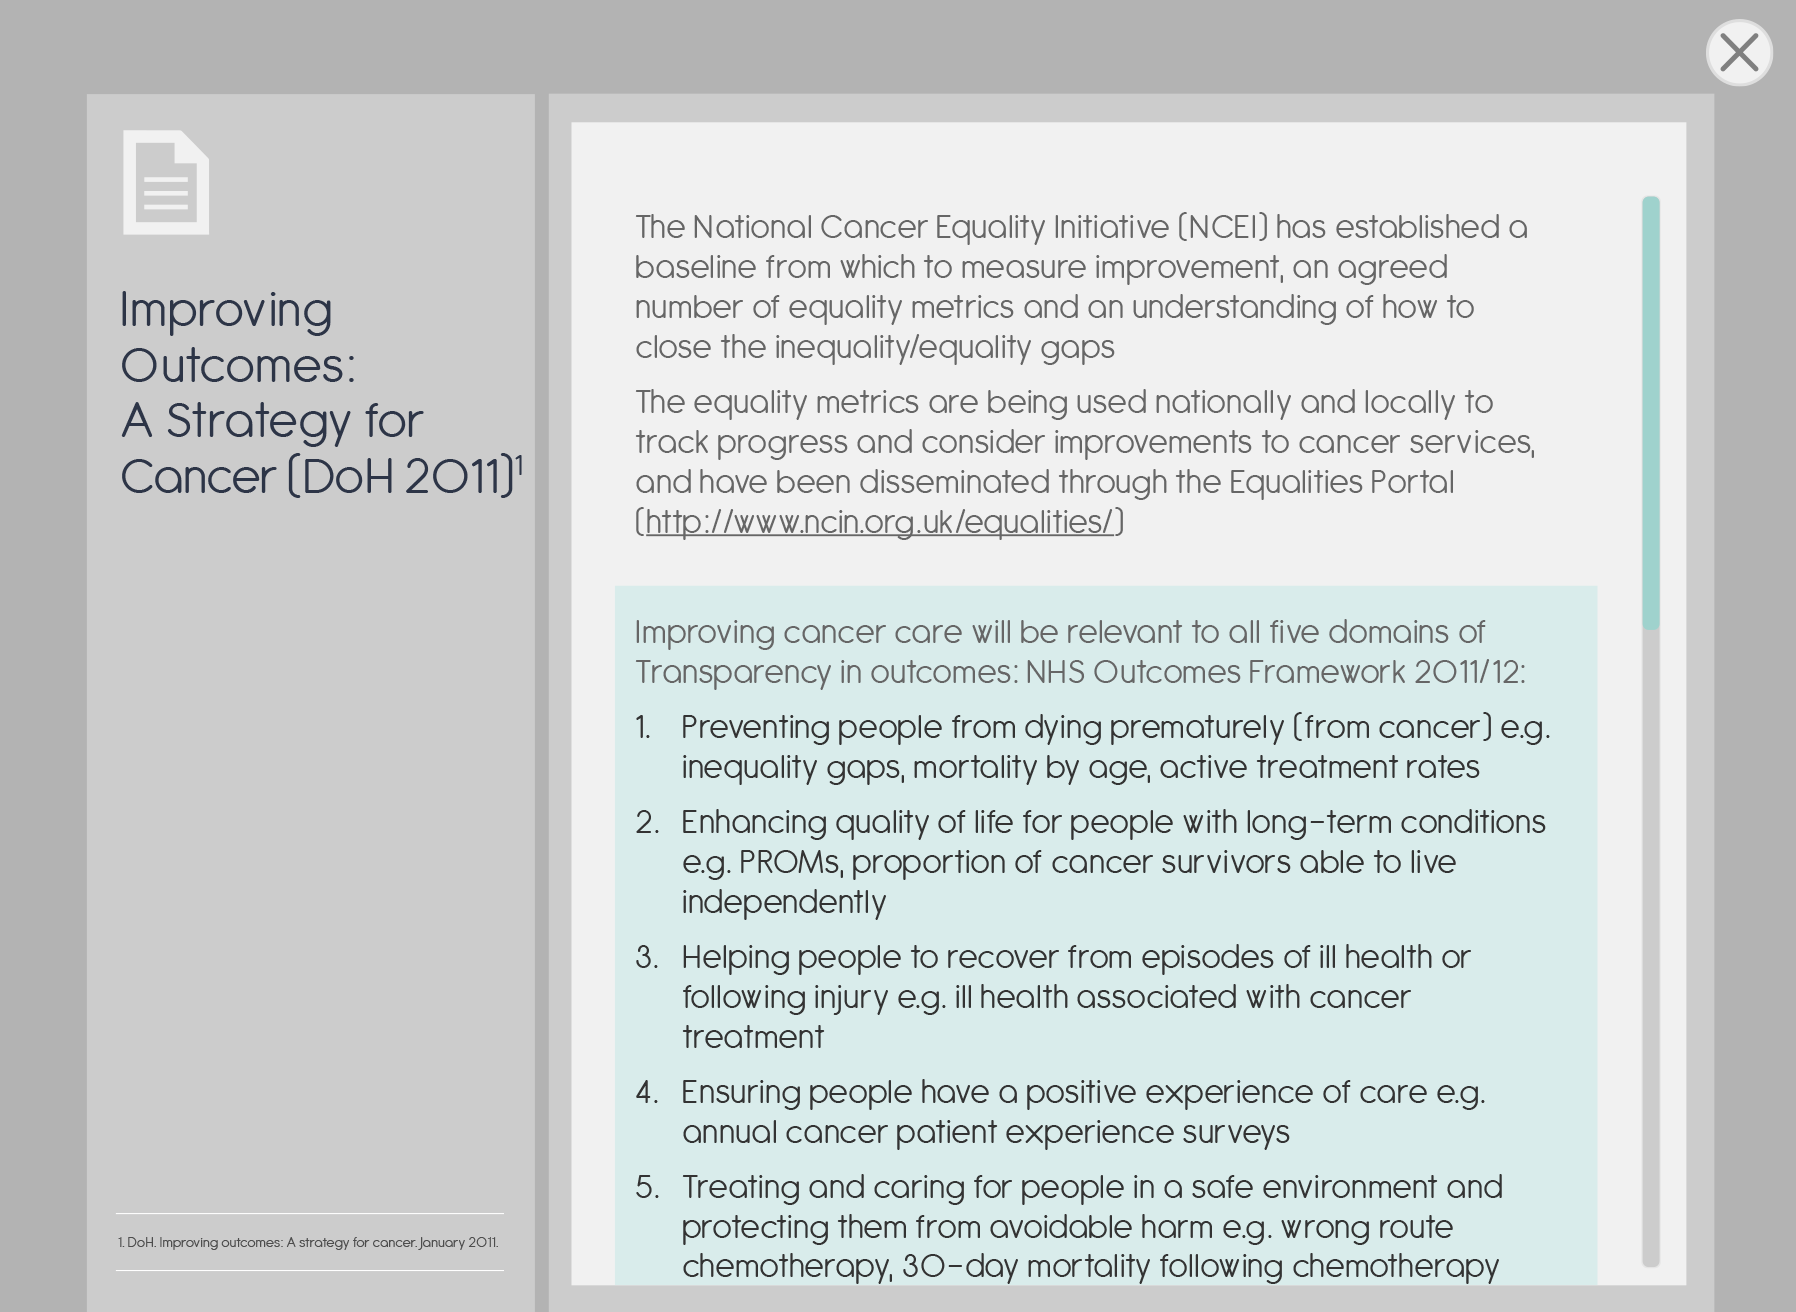 Improving
Outcomes:
A Strategy for
Cancer (DoH 2011)¹
1. DoH. Improving outcomes: A strategy for cancer. January 2011.
The National Cancer Equality Initiative (NCEI) has established a
baseline from which to measure improvement, an agreed
number of equality metrics and an understanding of how to
close the inequality/equality gaps
The equality metrics are being used nationally and locally to
track progress and consider improvements to cancer services,
and have been disseminated through the Equalities Portal
(http://www.ncin.org.uk/equalities/)
Improving cancer care will be relevant to all five domains of
Transparency in outcomes: NHS Outcomes Framework 2011/12:
1. Preventing people from dying prematurely (from cancer) e.g.
inequality gaps, mortality by age, active treatment rates
2. Enhancing quality of life for people with long-term conditions
e.g. PROMs, proportion of cancer survivors able to live
independently
3. Helping people to recover from episodes of ill health or
following injury e.g. ill health associated with cancer
treatment
4. Ensuring people have a positive experience of care e.g.
annual cancer patient experience surveys
5. Treating and caring for people in a safe environment and
protecting them from avoidable harm e.g. wrong route
chemotherapy, 30-day mortality following chemotherapy